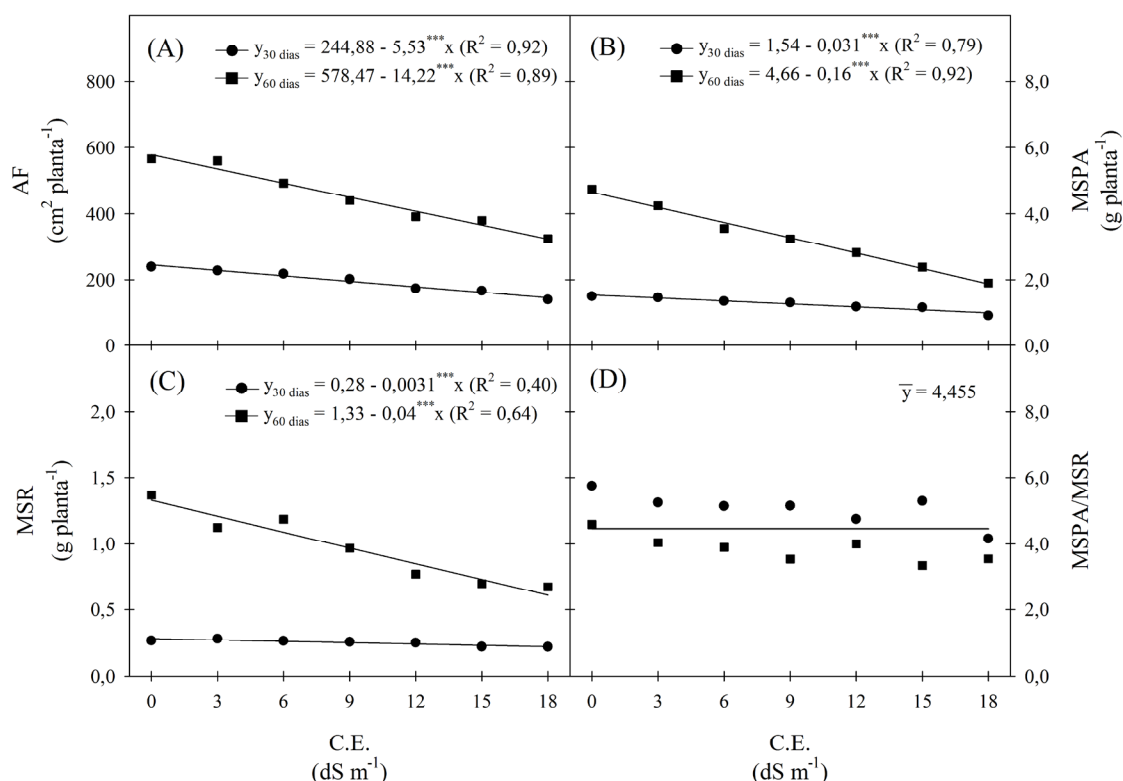 (A)
y30 dias = 244,88 - 5,53***x (R2 = 0,92)
y60 dias = 578,47 - 14,22***x (R2 = 0,89)
800
600
400
200
0
AF
(cm2 planta-1)
(B)
y30 dias = 1,54 - 0,031***x (R2 = 0,79)
y60 dias = 4,66 - 0,16***x (R2 = 0,92)
8,0
6,0
4,0
2,0
0,0
MSPA
(g planta-1)
(C)
y30 dias = 0,28 - 0,0031***x (R2 = 0,40)
y60 dias = 1,33 - 0,04***x (R2 = 0,64)
2,0
1,5
1,0
0,5
0,0
MSR
(g planta-1)
0 3 6 9 12 15 18
C.E.
(dS m-1)
(D)
y = 4,455
8,0
6,0
4,0
2,0
0,0
MSPA/MSR
0 3 6 9 12 15 18
C.E.
(dS m-1)